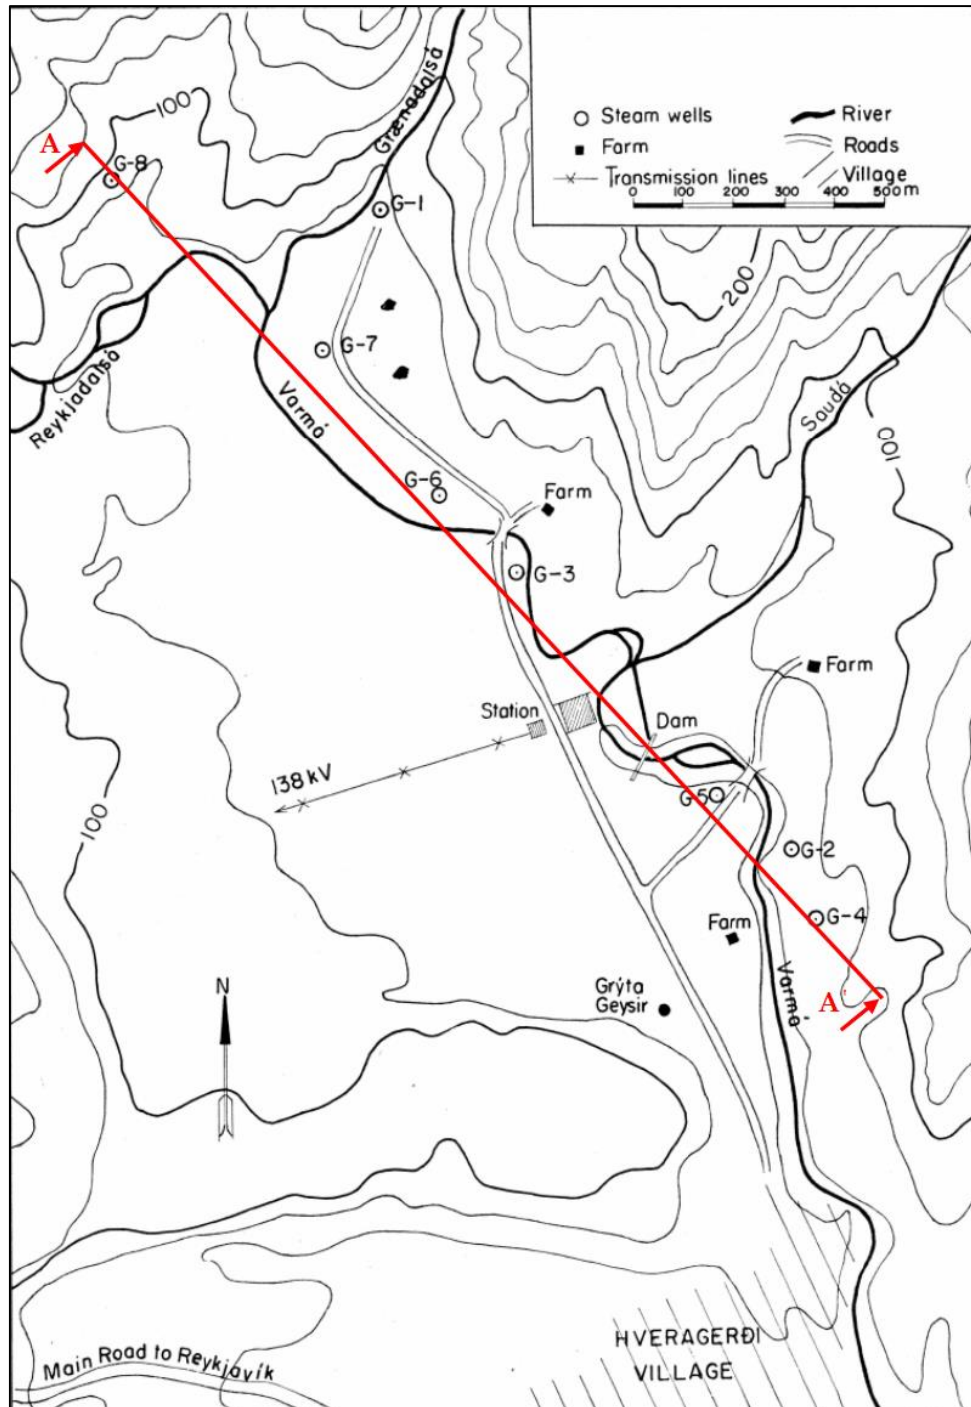 Steam wells
Farm
Transmission lines
River
Roads
Village
0 100 200 300 400 500m
100
Grændalsá
A
G-8
G-1
200
G-7
Reykjadalsá
Varmá
Sauđá
100
G-6
Farm
G-3
Farm
Station
Dam
138 kV
100
G-5
G-2
G-4
Farm
N
Grýta
Geysir
Varmá
A'
HVERAGERĐI
VILLAGE
Main Road to Reykjavík